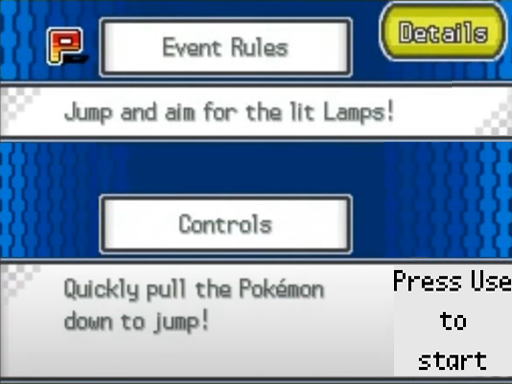 P
Event Rules
Details
Jump and aim for the lit Lamps!
Controls
Quickly pull the Pokémon
down to jump!
Press Use
to
start